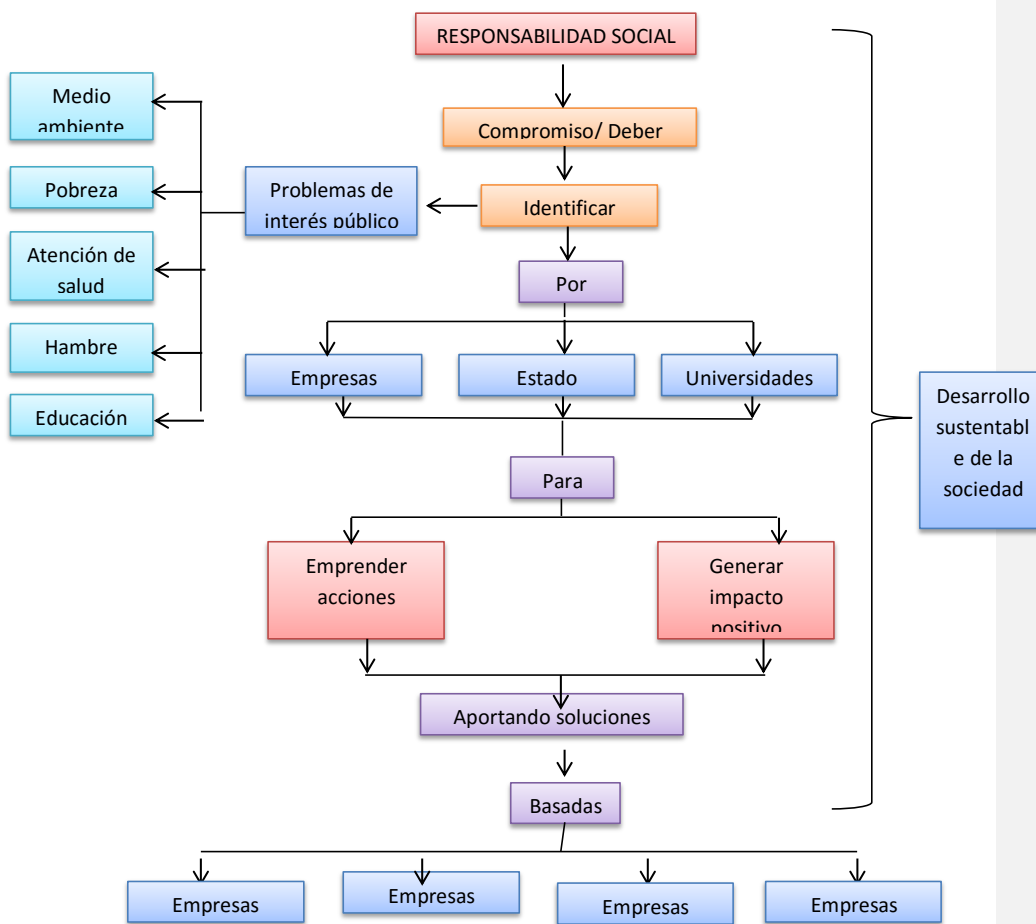 RESPONSABILIDAD SOCIAL
Compromiso/ Deber
Identificar
Problemas de
interés público
Medio
ambiente
Pobreza
Atención de
salud
Hambre
Educación
Por
Empresas
Estado
Universidades
Para
Emprender
acciones
Generar
impacto
positivo
Aportando soluciones
Basadas
Empresas
Empresas
Empresas
Empresas
Desarrollo
sustentabl
e de la
sociedad